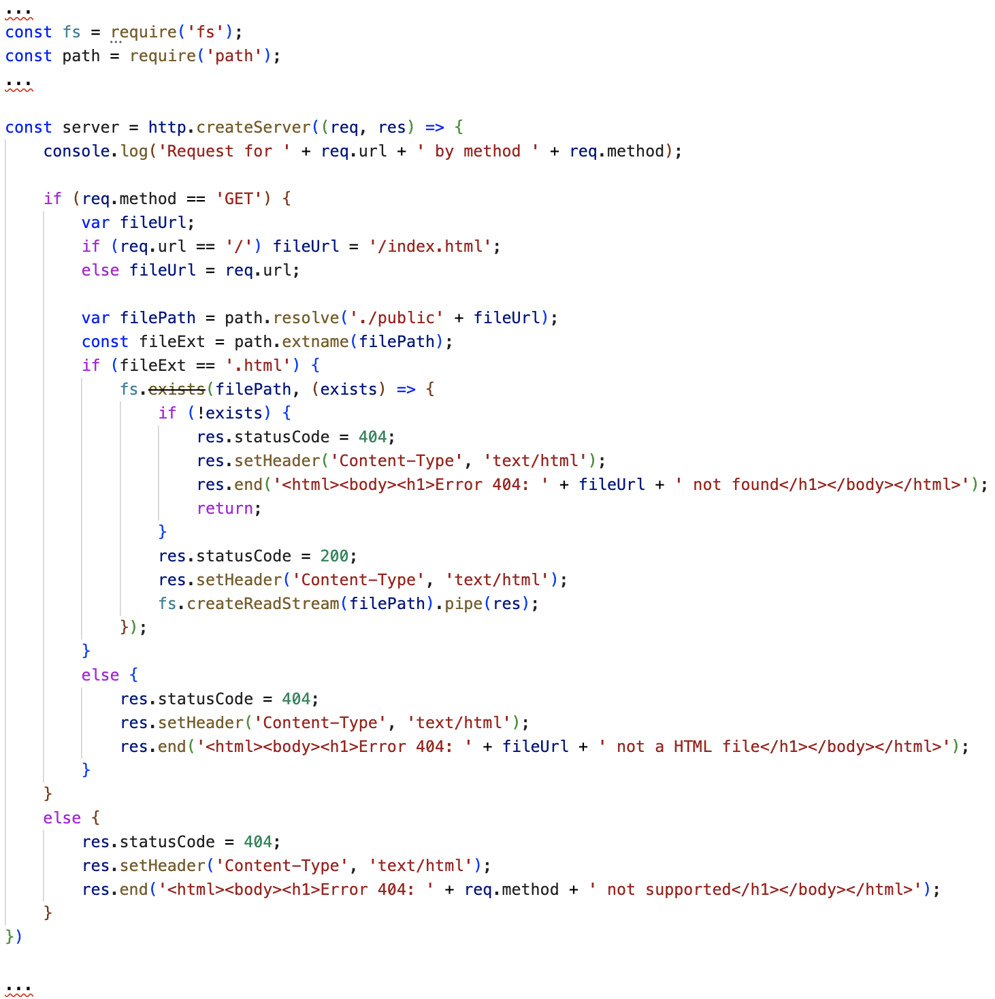 ...
const fs = require('fs');
const path = require('path');
...
const server = http.createServer((req, res) => {
    console.log('Request for ' + req.url + ' by method ' + req.method);
    if (req.method == 'GET') {
        var fileUrl;
        if (req.url == '/') fileUrl = '/index.html';
        else fileUrl = req.url;
        var filePath = path.resolve('./public' + fileUrl);
        const fileExt = path.extname(filePath);
        if (fileExt == '.html') {
            fs.exists(filePath, (exists) => {
                if (!exists) {
                    res.statusCode = 404;
                    res.setHeader('Content-Type', 'text/html');
                    res.end('<html><body><h1>Error 404: ' + fileUrl + ' not found</h1></body></html>');
                    return;
                }
                res.statusCode = 200;
                res.setHeader('Content-Type', 'text/html');
                fs.createReadStream(filePath).pipe(res);
            });
        }
        else {
            res.statusCode = 404;
            res.setHeader('Content-Type', 'text/html');
            res.end('<html><body><h1>Error 404: ' + fileUrl + ' not a HTML file</h1></body></html>');
        }
    }
    else {
        res.statusCode = 404;
        res.setHeader('Content-Type', 'text/html');
        res.end('<html><body><h1>Error 404: ' + req.method + ' not supported</h1></body></html>');
    }
})
...